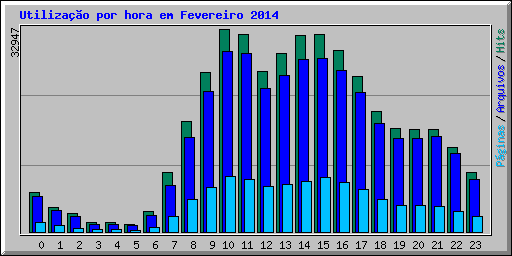 Utilização por hora em Fevereiro 2014
32947
Páginas / Arquivos / Hits
0 1 2 3 4 5 6 7 8 9 10 11 12 13 14 15 16 17 18 19 20 21 22 23